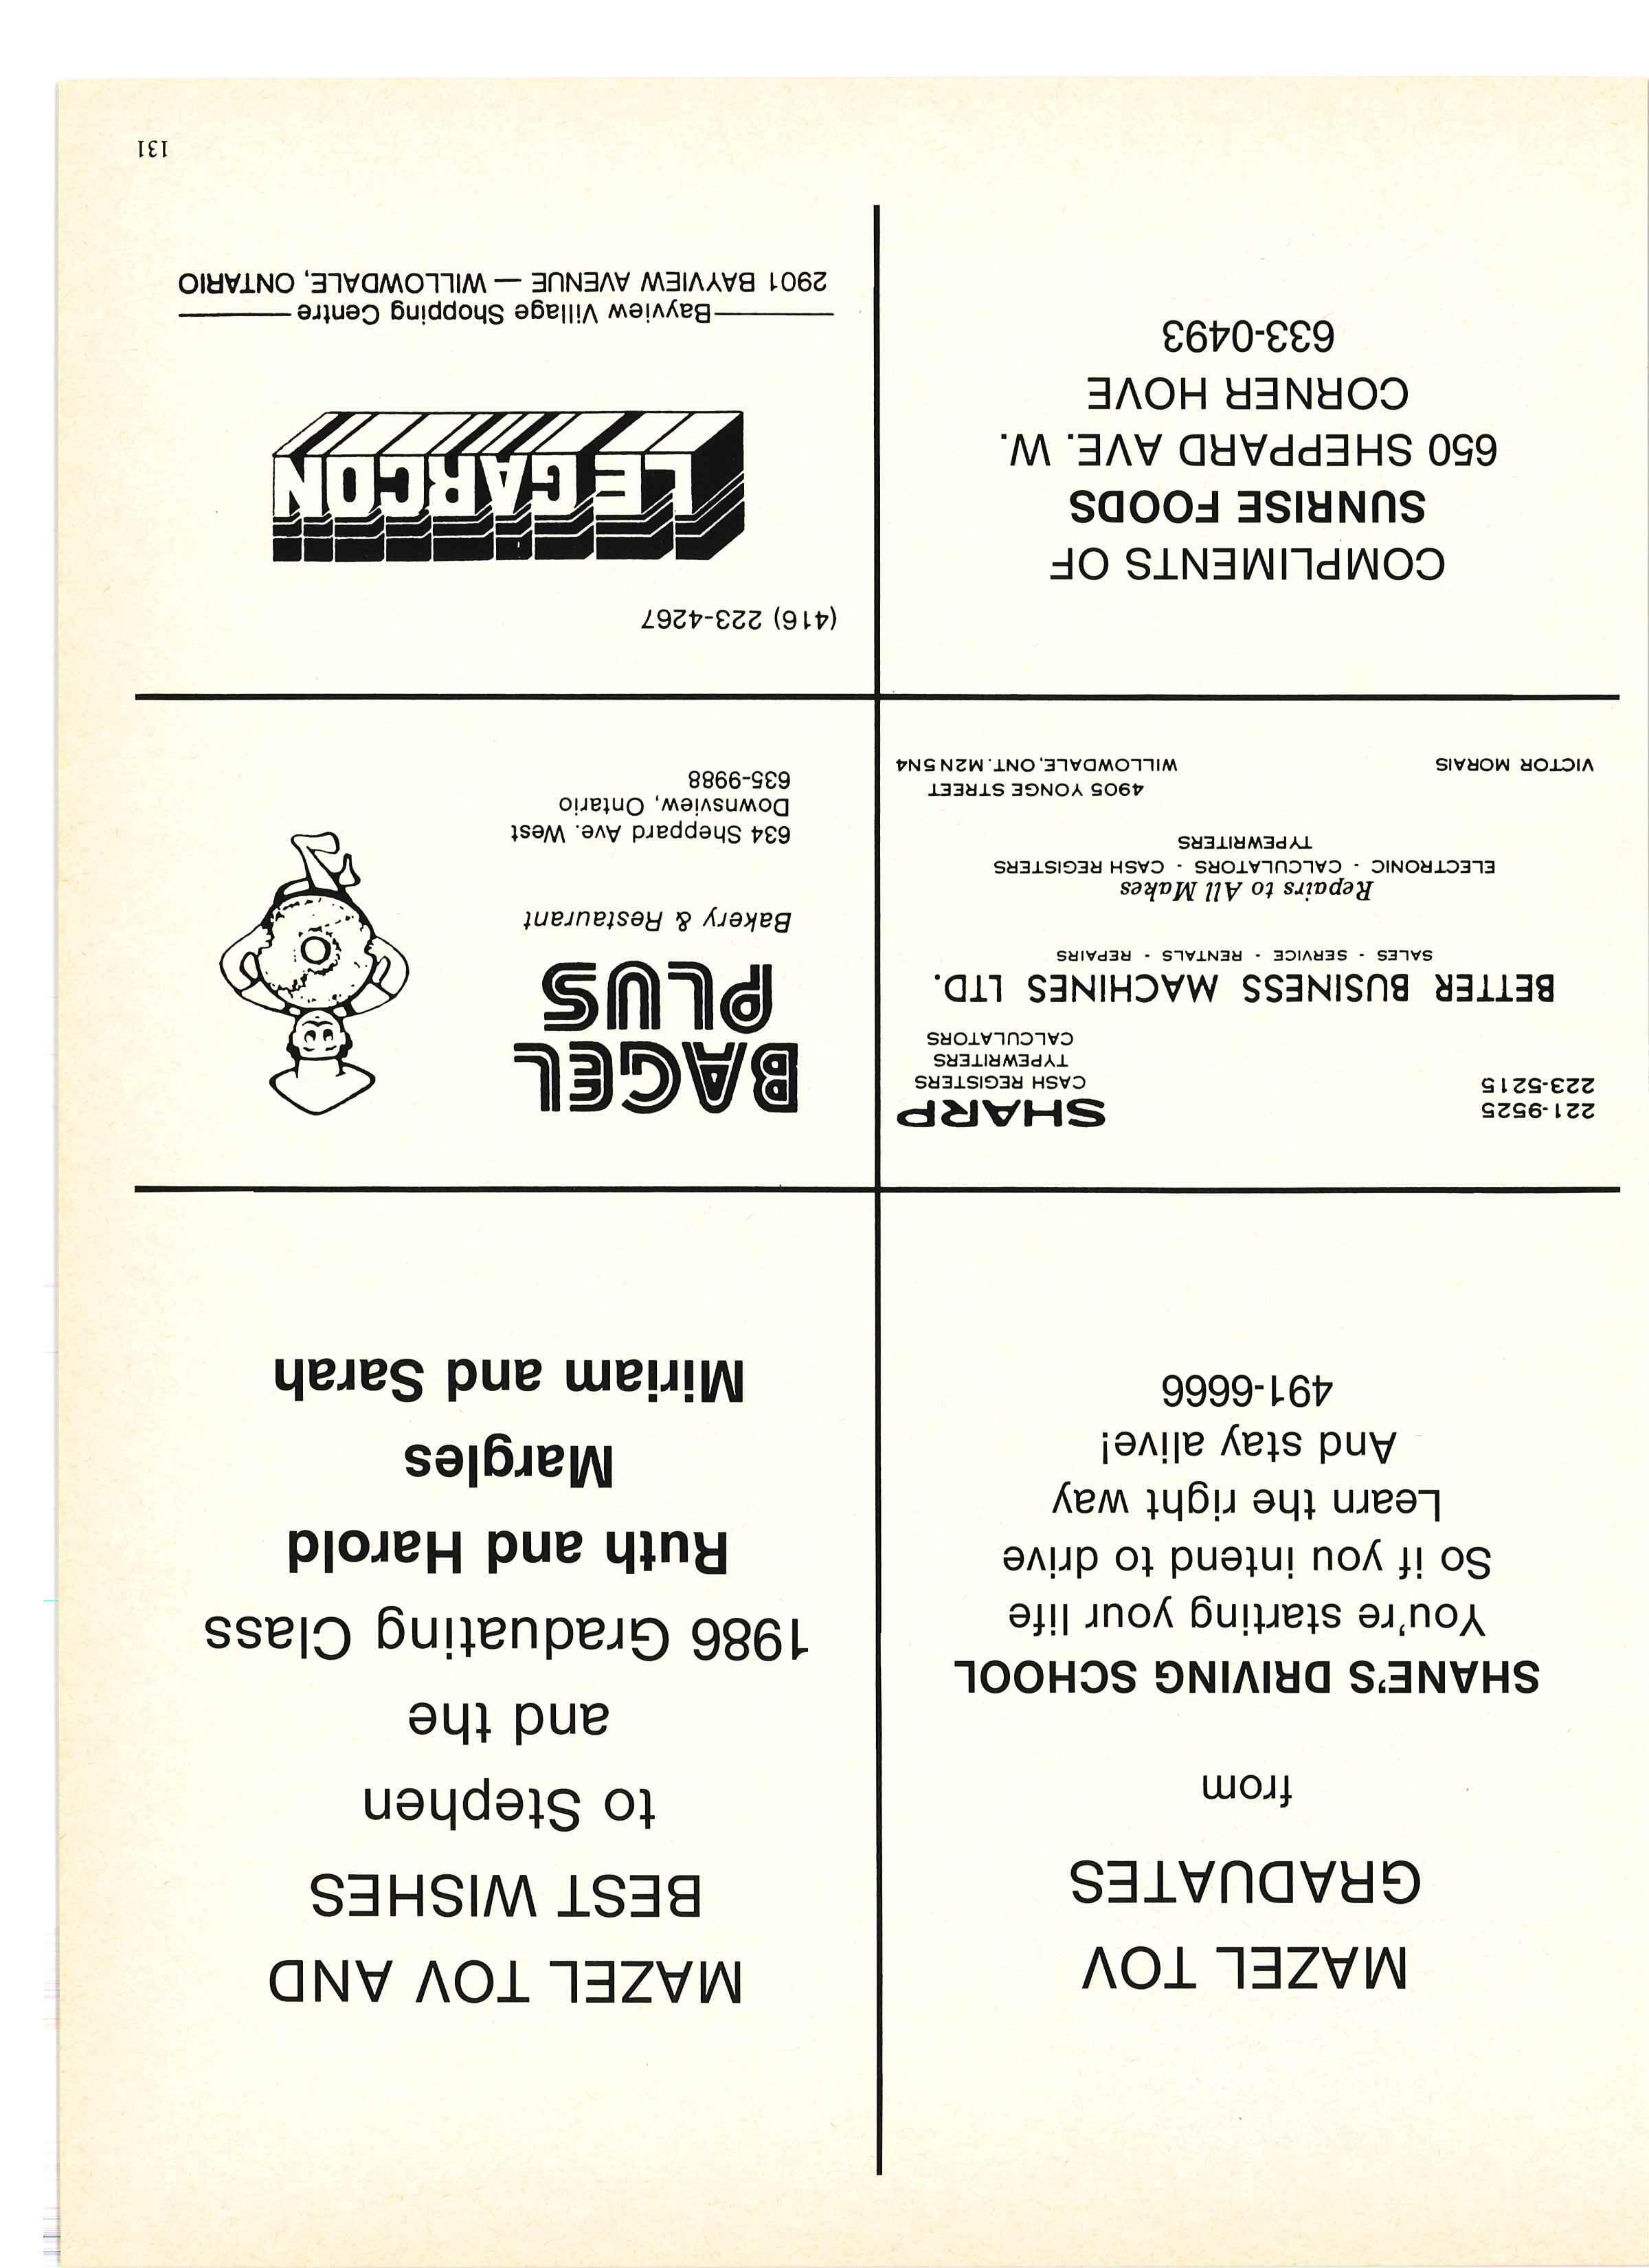 MAZEL TOV
GRADUATES
from
SHANE'S DRIVING SCHOOL
You're starting your life
So if you intend to drive
Learn the right way
And stay alive!
491-6666
MAZEL TOV AND
BEST WISHES
to Stephen
and the
1986 Graduating Class
Ruth and Harold
Margles
Miriam and Sarah
221-9525
223-5215
SHARP
CASH REGISTERS
TYPEWRITERS
CALCULATORS
BETTER BUSINESS MACHINES LTD.
SALES - SERVICE - RENTALS - REPAIRS
Repairs to All Makes
ELECTRONIC - CALCULATORS - CASH REGISTERS
TYPEWRITERS
VICTOR MORAIS
4905 YONGE STREET
WILLOWDALE, ONT. M2N 5N4
BAGEL
PLUS
Bakery & Restaurant
634 Sheppard Ave. West
Downsview, Ontario
635-9988
COMPLIMENTS OF
SUNRISE FOODS
650 SHEPPARD AVE. W.
CORNER HOVE
633-0493
(416) 223-4267
LE GARCON
Bayview Village Shopping Centre
2901 BAYVIEW AVENUE — WILLOWDALE, ONTARIO
131